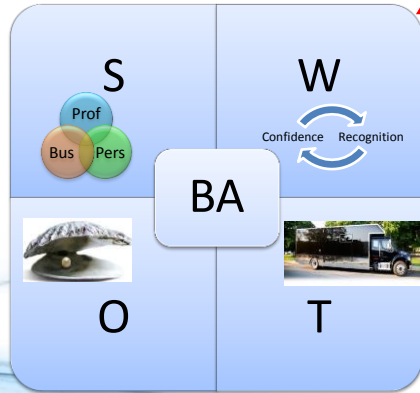 S
W
Prof
Bus
Pers
Confidence
Recognition
BA
O
T